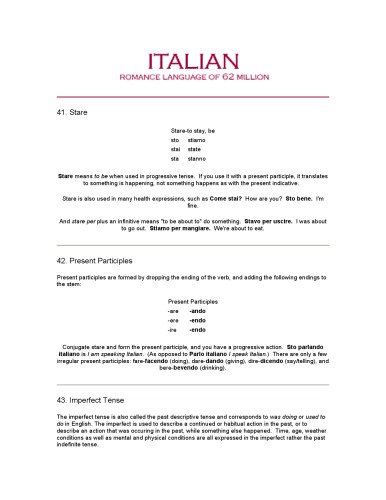 ITALIAN
ROMANCE LANGUAGE OF 62 MILLION
41. Stare
Stare-to stay, be
sto stiamo
stai state
sta stanno
Stare means to be when used in progressive tense. If you use it with a present participle, it translates
to something is happening, not something happens as with the present indicative.
Stare is also used in many health expressions, such as Come stai? How are you? Sto bene. I'm
fine.
And stare per plus an infinitive means "to be about to" do something. Stavo per uscire. I was about
to go out. Stiamo per mangiare. We're about to eat.
42. Present Participles
Present participles are formed by dropping the ending of the verb, and adding the following endings to
the stem:
Present Participles
-are -ando
-ere -endo
-ire -endo
Conjugate stare and form the present participle, and you have a progressive action. Sto parlando
italiano is I am speaking Italian. (As opposed to Parlo italiano I speak Italian.) There are only a few
irregular present participles: fare-facendo (doing), dare-dando (giving), dire-dicendo (say/telling), and
bere-bevendo (drinking).
43. Imperfect Tense
The imperfect tense is also called the past descriptive tense and corresponds to was doing or used to
do in English. The imperfect is used to describe a continued or habitual action in the past, or to
describe an action that was occuring in the past, while something else happened. Time, age, weather
conditions as well as mental and physical conditions are all expressed in the imperfect rather the past
indefinite tense.